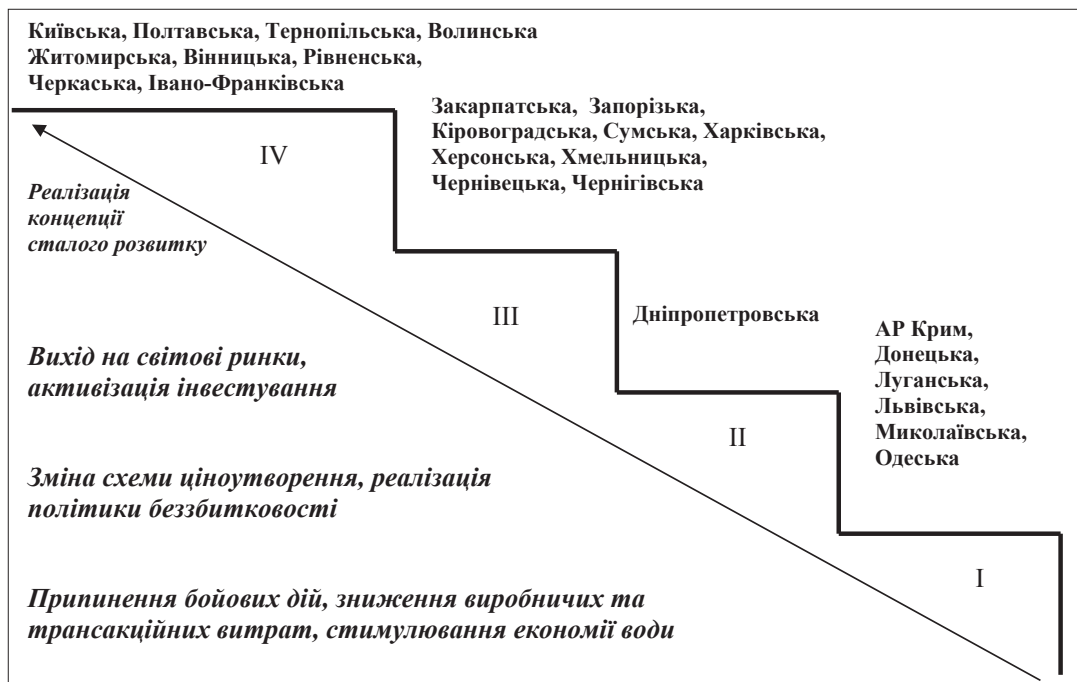 Київська, Полтавська, Тернопільська, Волинська
Житомирська, Вінницька, Рівненська,
Черкаська, Івано-Франківська
Закарпатська, Запорізька,
Кіровоградська, Сумська, Харківська,
Херсонська, Хмельницька,
Чернівецька, Чернігівська
IV
Реалізація
концепції
сталого розвитку
III
Дніпропетровська
АР Крим,
Донецька,
Луганська,
Львівська,
Миколаївська,
Одеська
Вихід на світові ринки,
активізація інвестування
II
Зміна схеми ціноутворення, реалізація
політики беззбитковості
I
Припинення бойових дій, зниження виробничих та
трансакційних витрат, стимулювання економії води